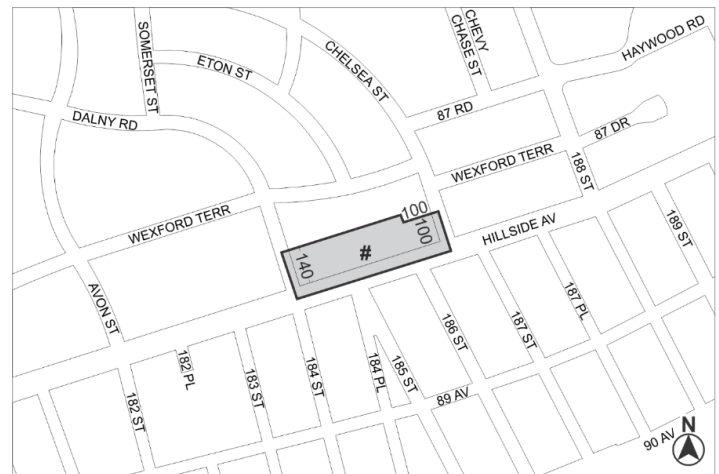 SOMERSET ST
ETON ST
CHELSEA ST
CHEVY
CHASE ST
HAYWOOD RD
DALNY RD
87 RD
87 DR
WEXFORD TERR
188 ST
WEXFORD TERR
100
100
#
140
HILLSIDE AV
189 ST
AVON ST
182 PL
183 ST
184 ST
184 PL
185 ST
186 ST
187 ST
187 PL
182 ST
89 AV
90 AV
N